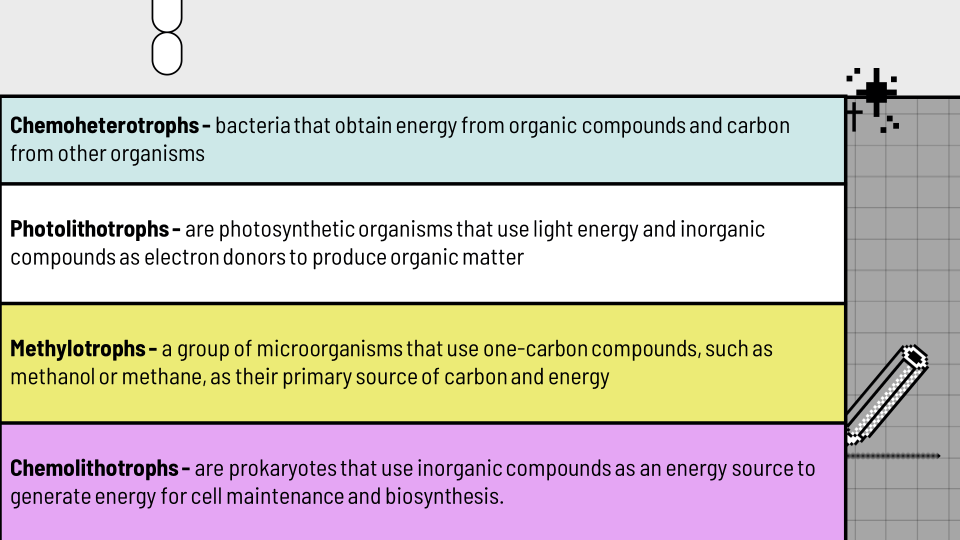 Chemoheterotrophs - bacteria that obtain energy from organic compounds and carbon
from other organisms
Photolithotrophs - are photosynthetic organisms that use light energy and inorganic
compounds as electron donors to produce organic matter
Methylotrophs - a group of microorganisms that use one-carbon compounds, such as
methanol or methane, as their primary source of carbon and energy
Chemolithotrophs - are prokaryotes that use inorganic compounds as an energy source to
generate energy for cell maintenance and biosynthesis.